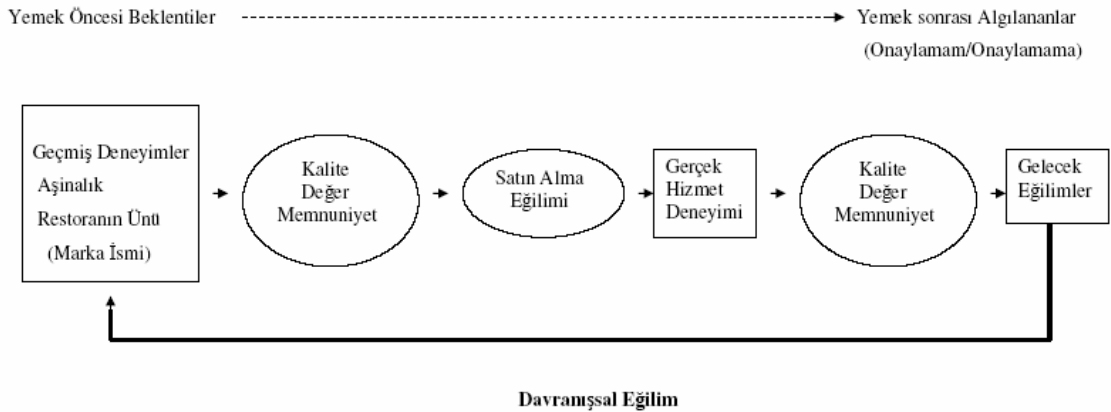 Yemek Öncesi Beklentiler
Yemek sonrası Algılananlar
(Onaylamam/Onaylamama)
Geçmiş Deneyimler
Aşinalık
Restoranın Ünü
(Marka İsmi)
Kalite
Değer
Memnuniyet
Satın Alma
Eğilimi
Gerçek
Hizmet
Deneyimi
Kalite
Değer
Memnuniyet
Gelecek
Eğilimler
Davranışsal Eğilim